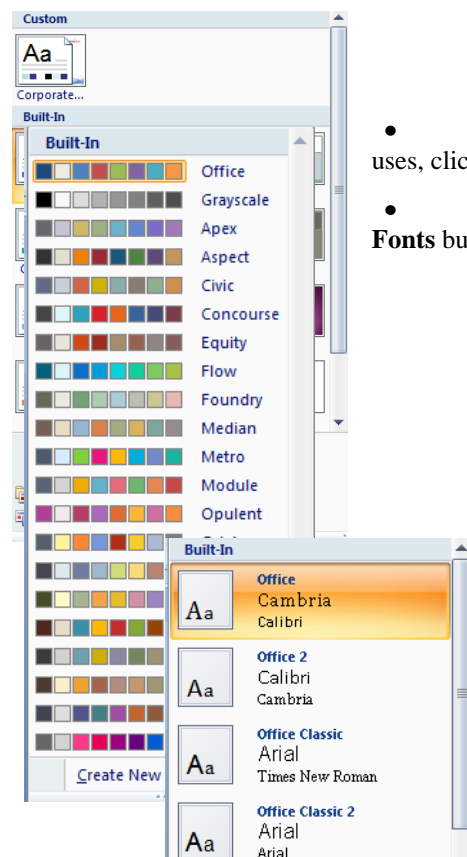 Custom
Aa
Corporate...
Built-In
Built-In
Office
Grayscale
Apex
Aspect
Civic
Concourse
Equity
Flow
Foundry
Median
Metro
Module
Opulent
Create New
Built-In
Office
Aa
Cambria
Calibri
Office 2
Aa
Calibri
Cambria
Office Classic
Aa
Arial
Times New Roman
Office Classic 2
Aa
Arial
Arial
•
uses, clic
•
Fonts bu